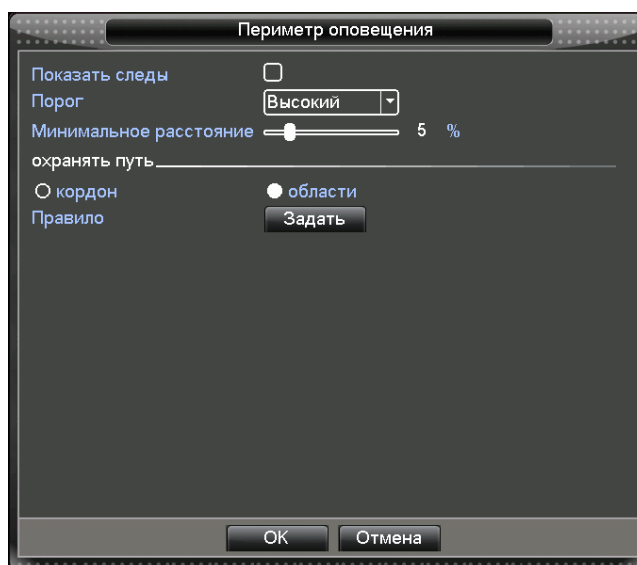 Периметр оповещения
Показать следы
Порог Высокий
Минимальное расстояние 5 %
охранять путь
кордон области
Правило Задать
OK Отмена